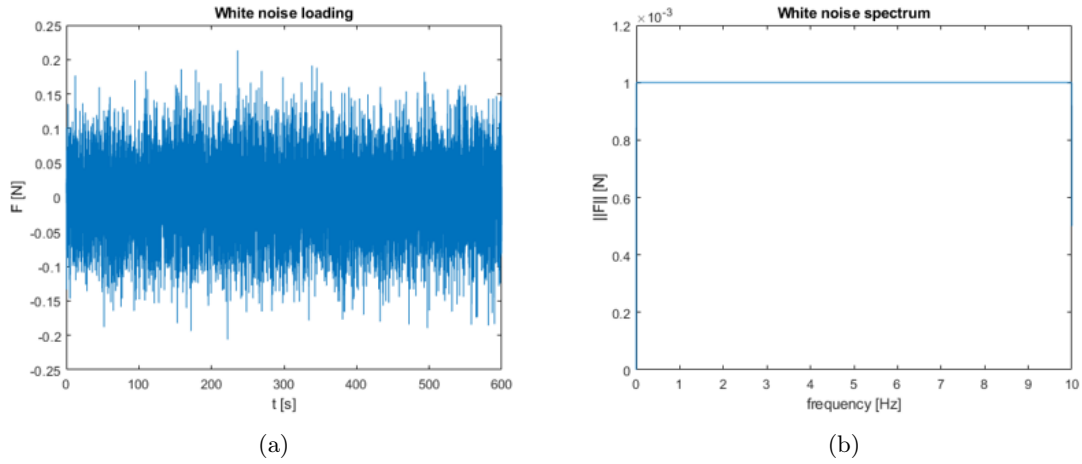 White noise loading
0.25
0.2
0.15
0.1
0.05
0
-0.05
-0.1
-0.15
-0.2
-0.25
F [N]
0 100 200 300 400 500 600
t [s]
(a)
White noise spectrum
×10-3
1.2
1
0.8
0.6
0.4
0.2
0
||F|| [N]
0 1 2 3 4 5 6 7 8 9 10
frequency [Hz]
(b)